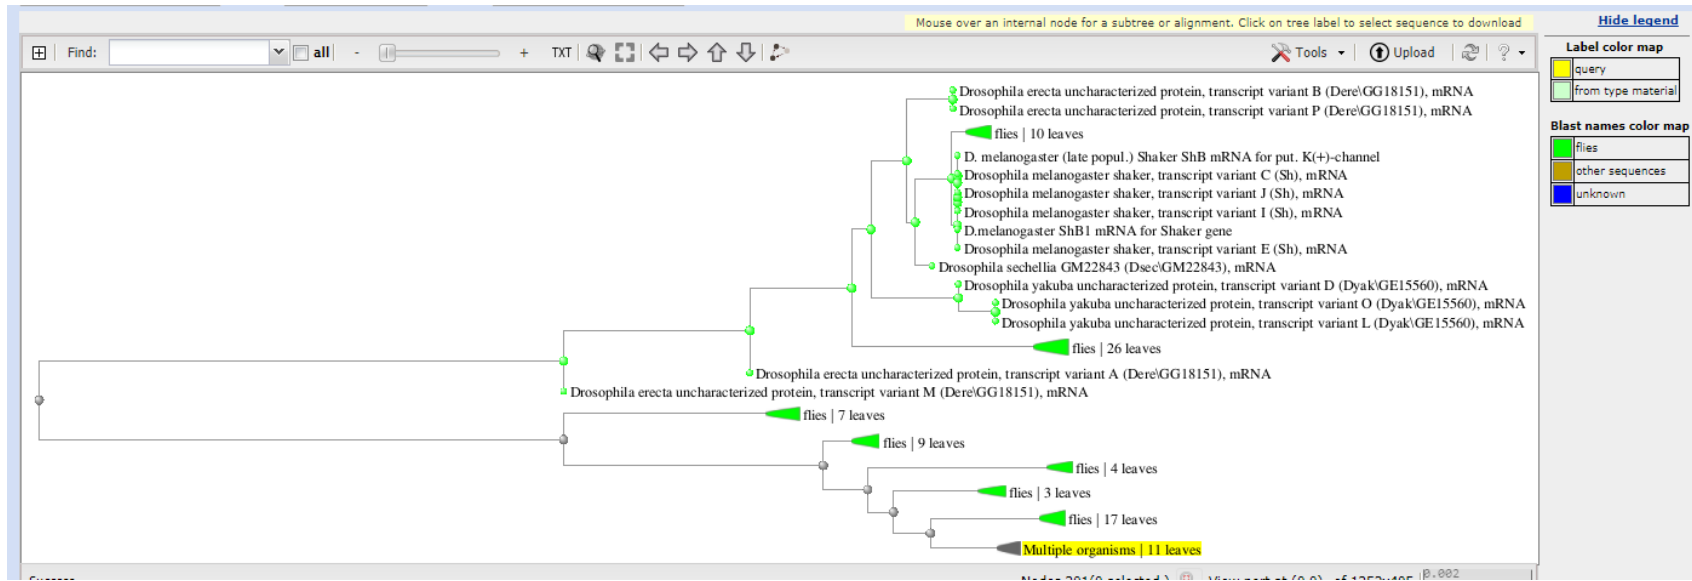 Mouse over an internal node for a subtree or alignment. Click on tree label to select sequence to download
Hide legend
Find:
all
-
+
TXT
Tools
Upload
?
Label color map
query
from type material
Blast names color map
flies
other sequences
unknown
Drosophila erecta uncharacterized protein, transcript variant B (Dere\GG18151), mRNA
Drosophila erecta uncharacterized protein, transcript variant P (Dere\GG18151), mRNA
flies | 10 leaves
D. melanogaster (late popul.) Shaker ShB mRNA for put. K(+)-channel
Drosophila melanogaster shaker, transcript variant C (Sh), mRNA
Drosophila melanogaster shaker, transcript variant J (Sh), mRNA
Drosophila melanogaster shaker, transcript variant I (Sh), mRNA
D.melanogaster ShB1 mRNA for Shaker gene
Drosophila melanogaster shaker, transcript variant E (Sh), mRNA
Drosophila sechellia GM22843 (Dsec\GM22843), mRNA
Drosophila yakuba uncharacterized protein, transcript variant D (Dyak\GE15560), mRNA
Drosophila yakuba uncharacterized protein, transcript variant O (Dyak\GE15560), mRNA
Drosophila yakuba uncharacterized protein, transcript variant L (Dyak\GE15560), mRNA
flies | 26 leaves
Drosophila erecta uncharacterized protein, transcript variant A (Dere\GG18151), mRNA
Drosophila erecta uncharacterized protein, transcript variant M (Dere\GG18151), mRNA
flies | 7 leaves
flies | 9 leaves
flies | 4 leaves
flies | 3 leaves
flies | 17 leaves
Multiple organisms | 11 leaves
0.002